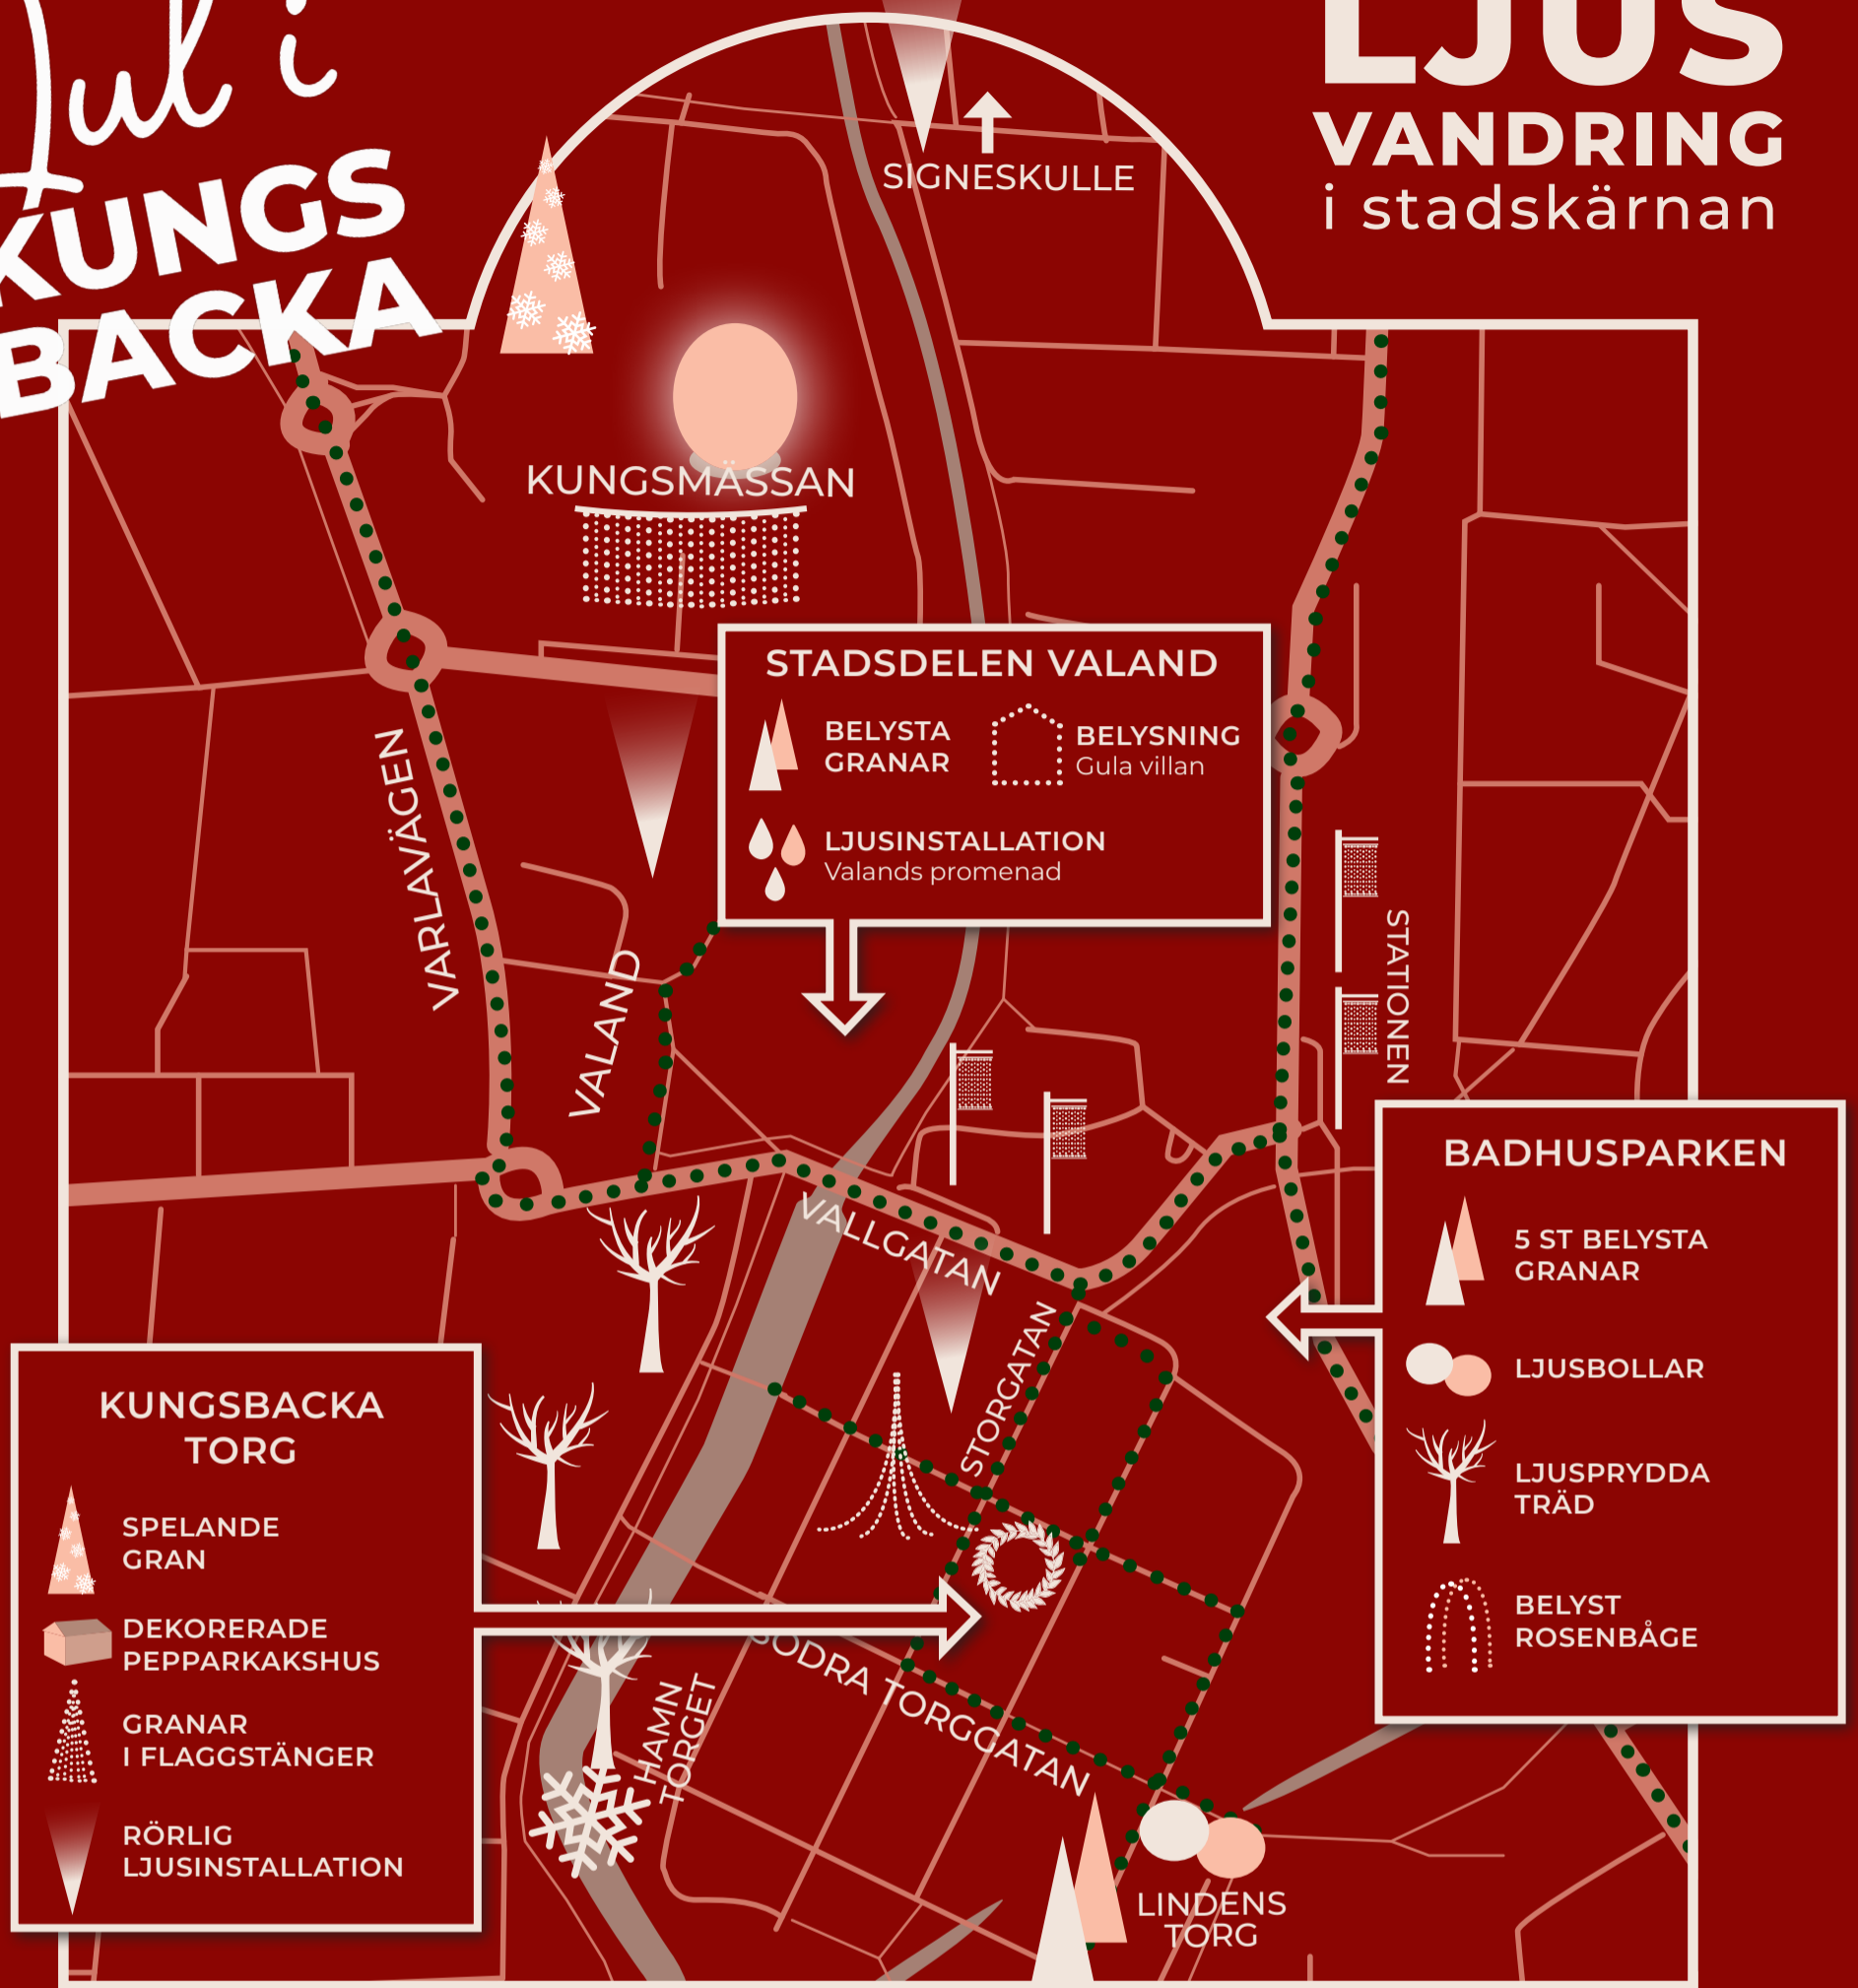 Jul i
KUNGS
BACKA
LJUS
VANDRING
i stadskärnan
SIGNESKULLE
KUNGSMÄSSAN
STADSDELEN VALAND
BELYSTA
GRANAR
BELYSNING
Gula villan
LJUSINSTALLATION
Valands promenad
VARLAVÄGEN
VALAND
STATIONEN
VALLGATAN
STORGATAN
BADHUSPARKEN
5 ST BELYSTA
GRANAR
LJUSBOLLAR
LJUSPRYDDA
TRÄD
BELYST
ROSENBÅGE
KUNGSBACKA
TORG
SPELANDE
GRAN
DEKORERADE
PEPPARKAKSHUS
GRANAR
I FLAGGSTÄNGER
RÖRLIG
LJUSINSTALLATION
SÖDRA TORGGATAN
HAMN
TORGET
LINDENS
TORG